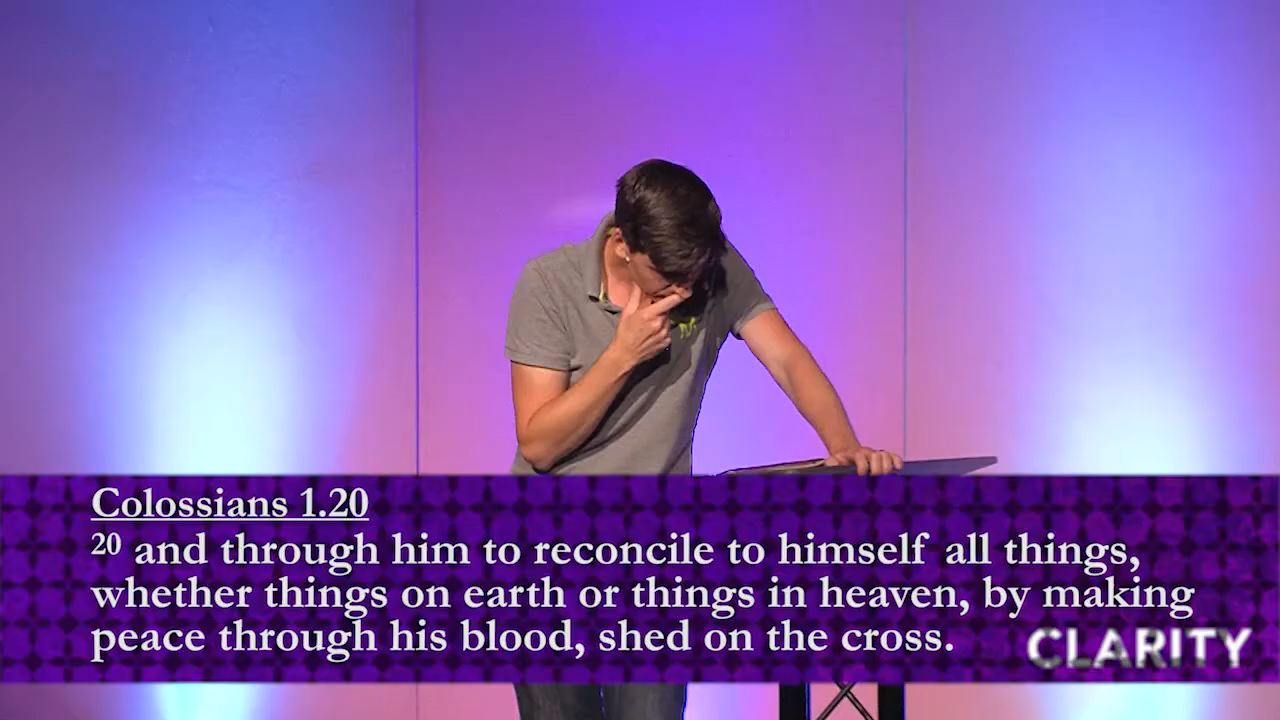 Colossians 1.20
20 and through him to reconcile to himself all things,
whether things on earth or things in heaven, by making
peace through his blood, shed on the cross.
CLARITY